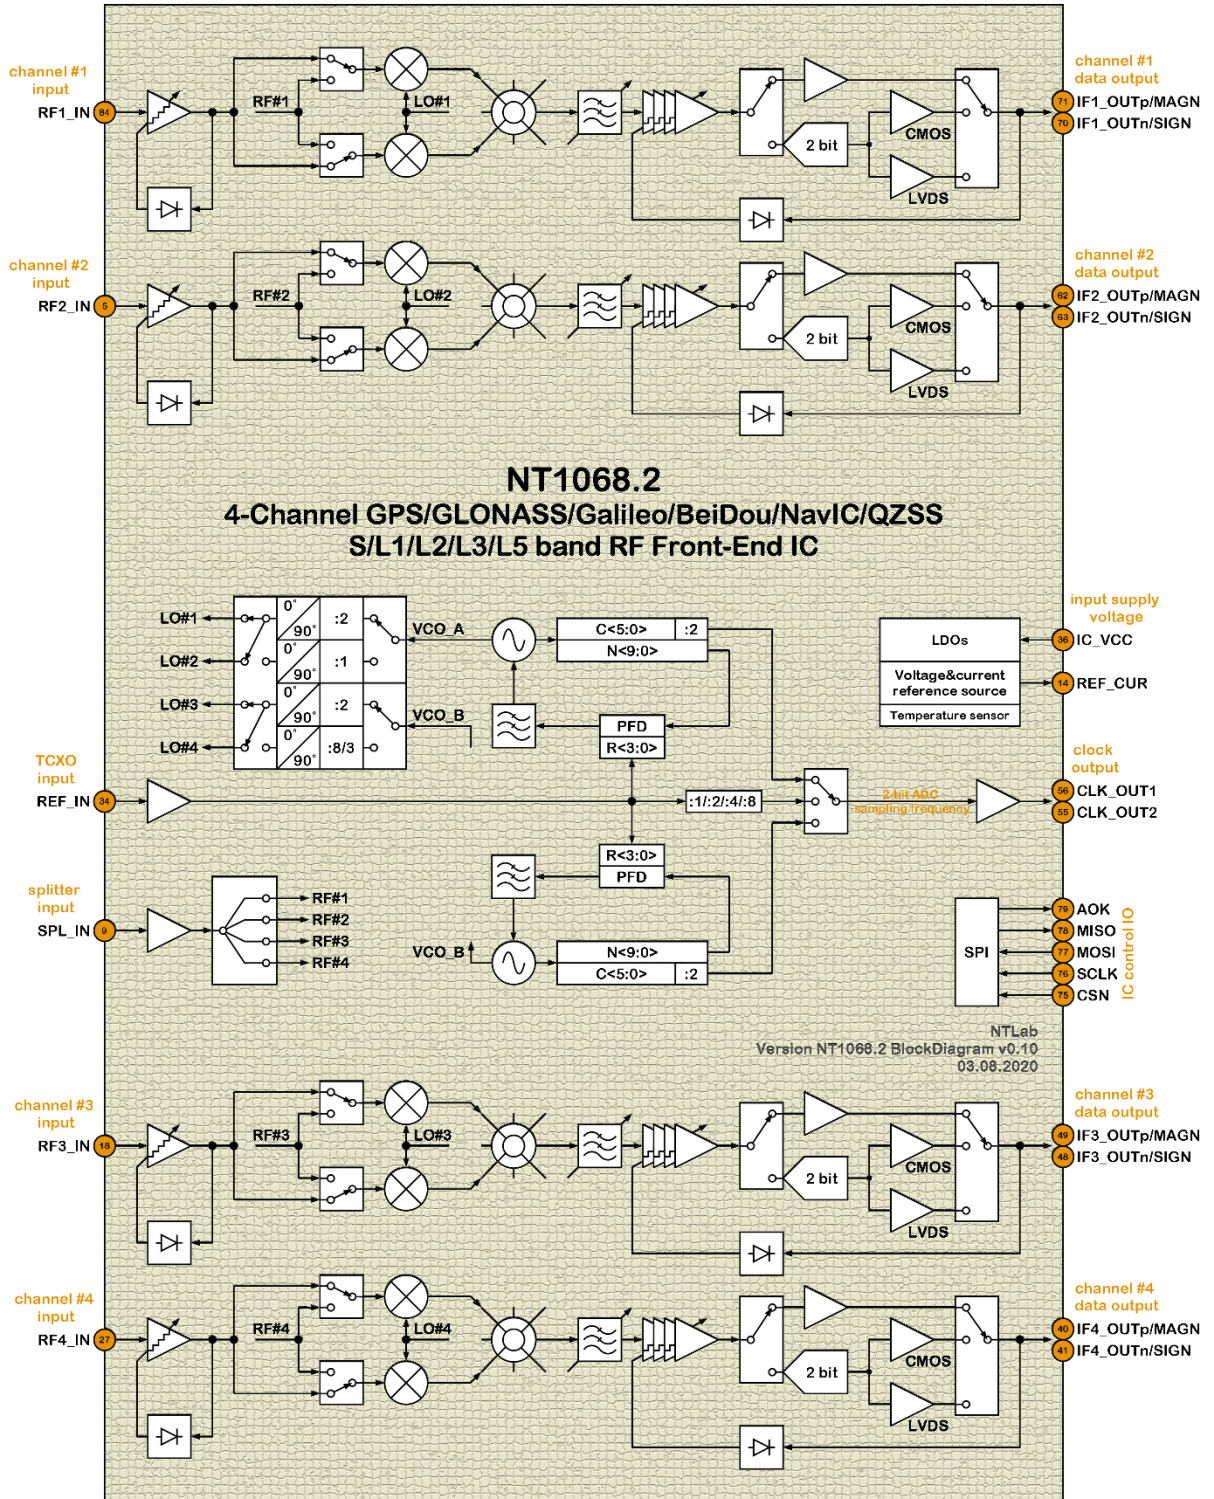 channel #1
input
RF1_IN
84
RF#1
LO#1
2 bit
CMOS
LVDS
channel #1
data output
71
IF1_OUTp/MAGN
70
IF1_OUTn/SIGN
channel #2
input
RF2_IN
5
RF#2
LO#2
2 bit
CMOS
LVDS
channel #2
data output
62
IF2_OUTp/MAGN
63
IF2_OUTn/SIGN
NT1068.2
4-Channel GPS/GLONASS/Galileo/BeiDou/NavIC/QZSS
S/L1/L2/L3/L5 band RF Front-End IC
LO#1
LO#2
LO#3
LO#4
0°
90°
:2
0°
90°
:1
0°
90°
:2
0°
90°
:8/3
VCO_A
VCO_B
C<5:0>
:2
N<9:0>
PFD
R<3:0>
LDOs
Voltage&current
reference source
Temperature sensor
input supply
voltage
36
IC_VCC
14
REF_CUR
TCXO
input
REF_IN
34
:1/:2/:4/:8
2-bit ADC
sampling frequency
clock
output
56
CLK_OUT1
55
CLK_OUT2
R<3:0>
PFD
splitter
input
SPL_IN
9
RF#1
RF#2
RF#3
RF#4
VCO_B
N<9:0>
C<5:0>
:2
SPI
79
AOK
78
MISO
77
MOSI
76
SCLK
75
CSN
IC control IO
NTLab
Version NT1068.2 BlockDiagram v0.10
03.08.2020
channel #3
input
RF3_IN
18
RF#3
LO#3
2 bit
CMOS
LVDS
channel #3
data output
49
IF3_OUTp/MAGN
48
IF3_OUTn/SIGN
channel #4
input
RF4_IN
27
RF#4
LO#4
2 bit
CMOS
LVDS
channel #4
data output
40
IF4_OUTp/MAGN
41
IF4_OUTn/SIGN